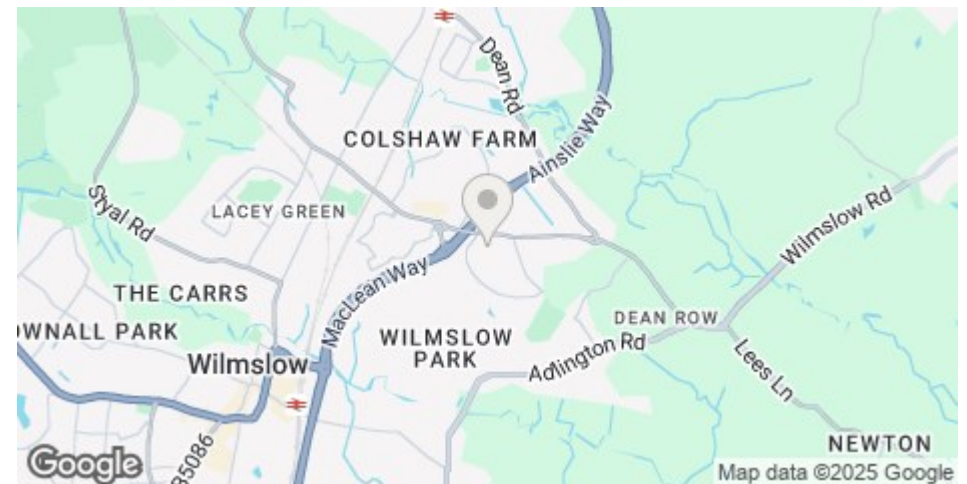 Dean Rd
COLSHAW FARM
Ainslie Way
LACEY GREEN
Styal Rd
Wilmslow Rd
MacLean Way
THE CARRS
DEAN ROW
OWNALL PARK
WILMSLOW
PARK
Adlington Rd
Wilmslow
Lees Ln
B5086
NEWTON
Google
Map data ©2025 Google